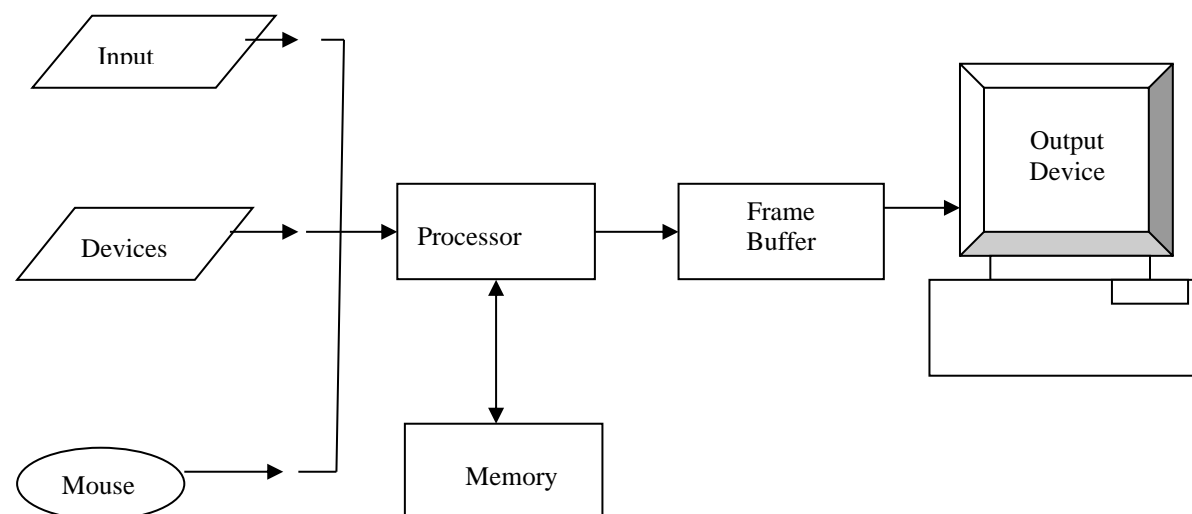 Input
Devices
Mouse
Processor
Memory
Frame
Buffer
Output
Device